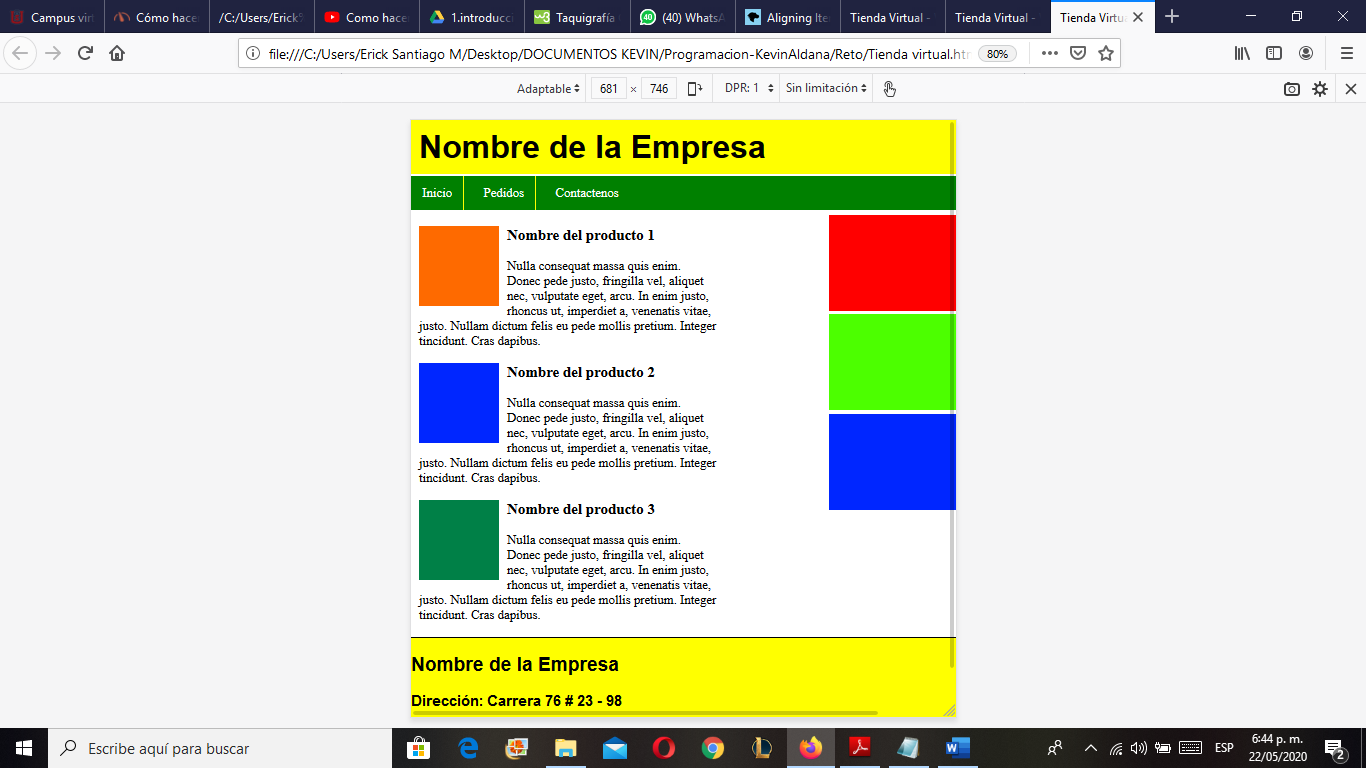 Campus virt
Cómo hace
/C:/Users/Erick%
Como hace
1.introducci
Taquigrafía
(40) WhatsA
Aligning Ite
Tienda Virtual -
Tienda Virtual -
Tienda Virtu
file:///C:/Users/Erick Santiago M/Desktop/DOCUMENTOS KEVIN/Programacion-KevinAldana/Reto/Tienda virtual.htr
80%
Adaptable 681 × 746 DPR: 1 Sin limitación
Nombre de la Empresa
Inicio Pedidos Contactenos
Nombre del producto 1
Nulla consequat massa quis enim.
Donec pede justo, fringilla vel, aliquet
nec, vulputate eget, arcu. In enim justo,
rhoncus ut, imperdiet a, venenatis vitae,
justo. Nullam dictum felis eu pede mollis pretium. Integer
tincidunt. Cras dapibus.
Nombre del producto 2
Nulla consequat massa quis enim.
Donec pede justo, fringilla vel, aliquet
nec, vulputate eget, arcu. In enim justo,
rhoncus ut, imperdiet a, venenatis vitae,
justo. Nullam dictum felis eu pede mollis pretium. Integer
tincidunt. Cras dapibus.
Nombre del producto 3
Nulla consequat massa quis enim.
Donec pede justo, fringilla vel, aliquet
nec, vulputate eget, arcu. In enim justo,
rhoncus ut, imperdiet a, venenatis vitae,
justo. Nullam dictum felis eu pede mollis pretium. Integer
tincidunt. Cras dapibus.
Nombre de la Empresa
Dirección: Carrera 76 # 23 - 98
Escribe aquí para buscar
ESP
6:44 p. m.
22/05/2020
2